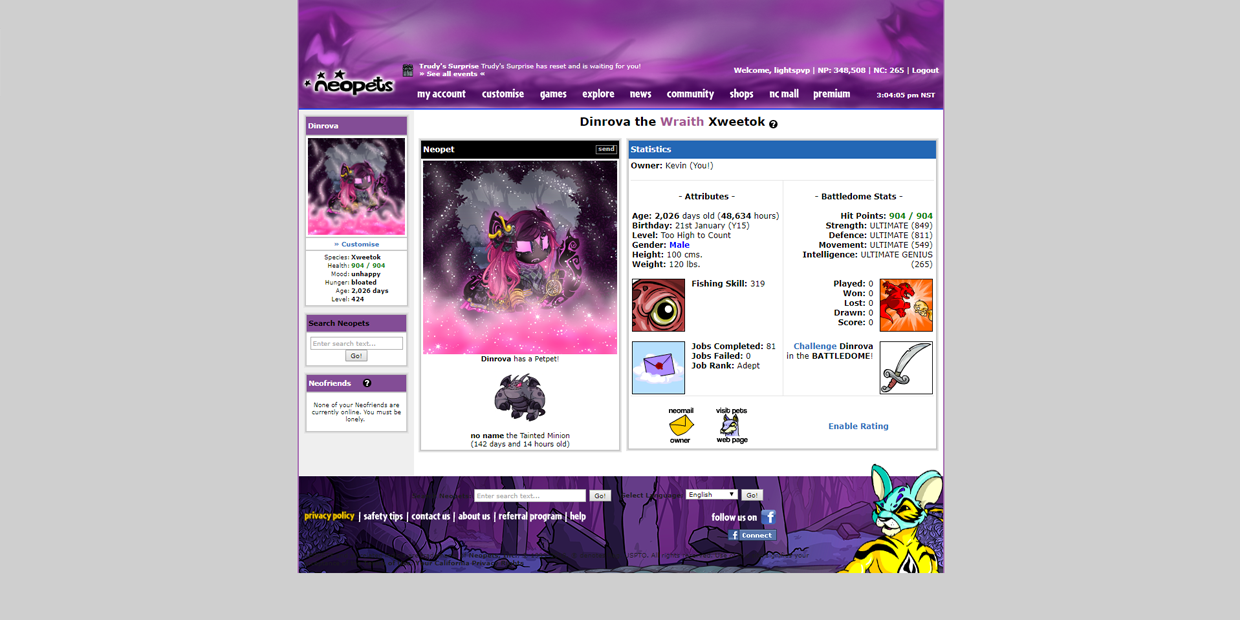 Trudy's Surprise Trudy's Surprise has reset and is waiting for you!
» See all events «
Welcome, lightspvp | NP: 348,508 | NC: 265 | Logout
neopets
my account customise games explore news community shops nc mall premium
3:04:05 pm NST
Dinrova
» Customise
Species: Xweetok
Health: 904 / 904
Mood: unhappy
Hunger: bloated
Age: 2,026 days
Level: 424
Search Neopets
Enter search text...
Go!
Neofriends ?
None of your Neofriends are
currently online. You must be
lonely.
Dinrova the Wraith Xweetok ?
Neopet send
Dinrova has a Petpet!
no name the Tainted Minion
(142 days and 14 hours old)
Statistics
Owner: Kevin (You!)
- Attributes -
Age: 2,026 days old (48,634 hours)
Birthday: 21st January (Y15)
Level: Too High to Count
Gender: Male
Height: 100 cms.
Weight: 120 lbs.
Fishing Skill: 319
Jobs Completed: 81
Jobs Failed: 0
Job Rank: Adept
neomail
owner
visit pets
web page
- Battledome Stats -
Hit Points: 904 / 904
Strength: ULTIMATE (849)
Defence: ULTIMATE (811)
Movement: ULTIMATE (549)
Intelligence: ULTIMATE GENIUS
(265)
Played: 0
Won: 0
Lost: 0
Drawn: 0
Score: 0
Challenge Dinrova
in the BATTLEDOME!
Enable Rating
Enter search text... Go! Select Language: English Go!
privacy policy | safety tips | contact us | about us | referral program | help
follow us on f
f Connect
Your California Privacy Rights